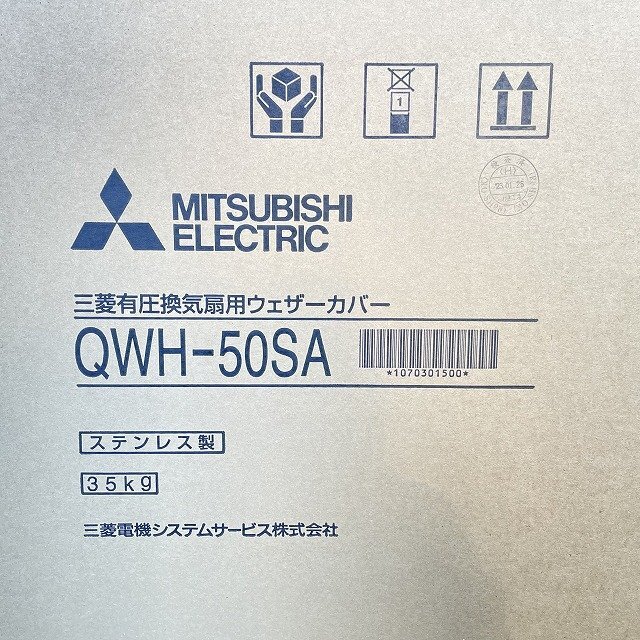 1
MITSUBISHI
ELECTRIC
三菱有圧換気扇用ウェザーカバー
QWH-50SA
*1070301500*
ステンレス製
35kg
三菱電機システムサービス株式会社